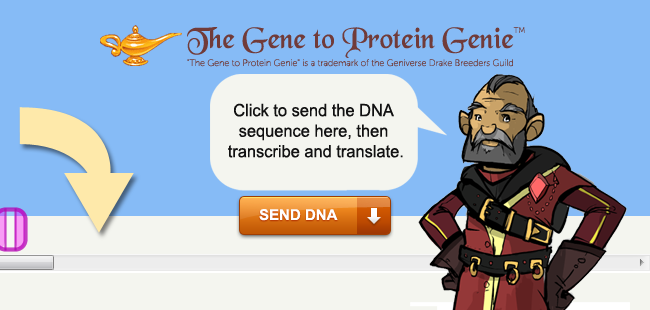 The Gene to Protein Genie™
"The Gene to Protein Genie" is a trademark of the Geniverse Drake Breeders Guild
Click to send the DNA
sequence here, then
transcribe and translate.
SEND DNA